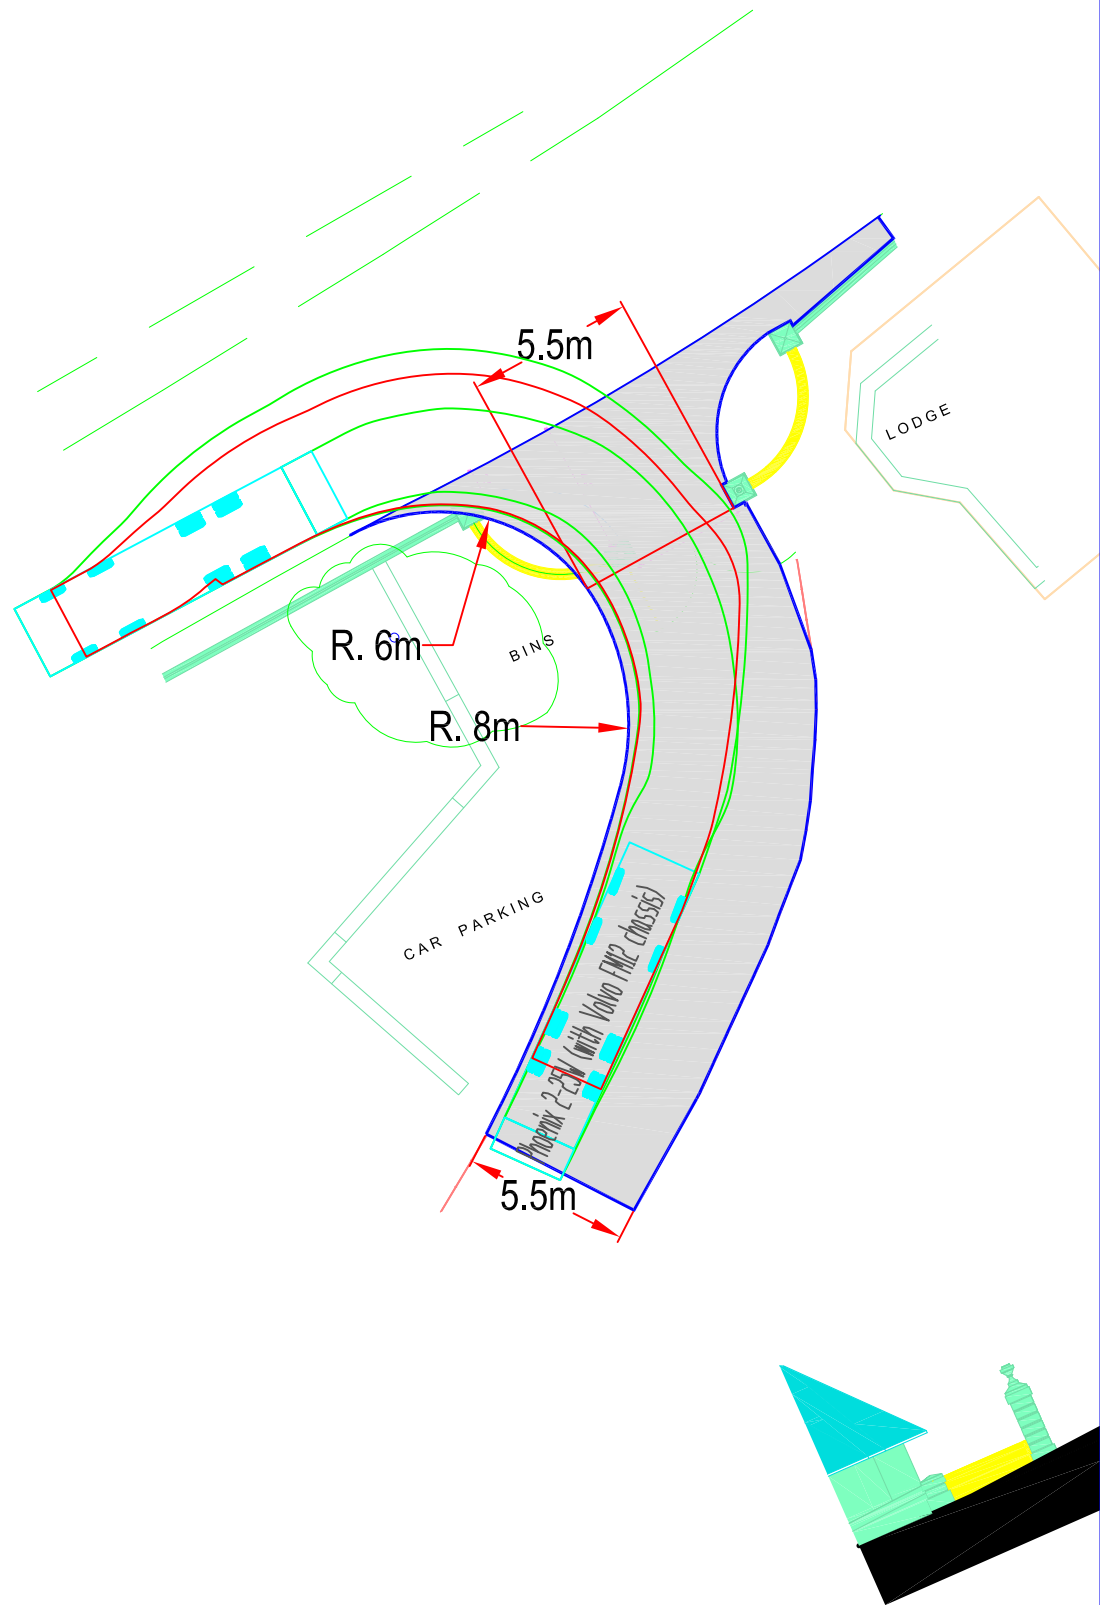 5.5m
LODGE
R. 6m
BINS
R. 8m
CAR PARKING
Phoenix 2-25W (with Volvo FM12 chassis)
5.5m